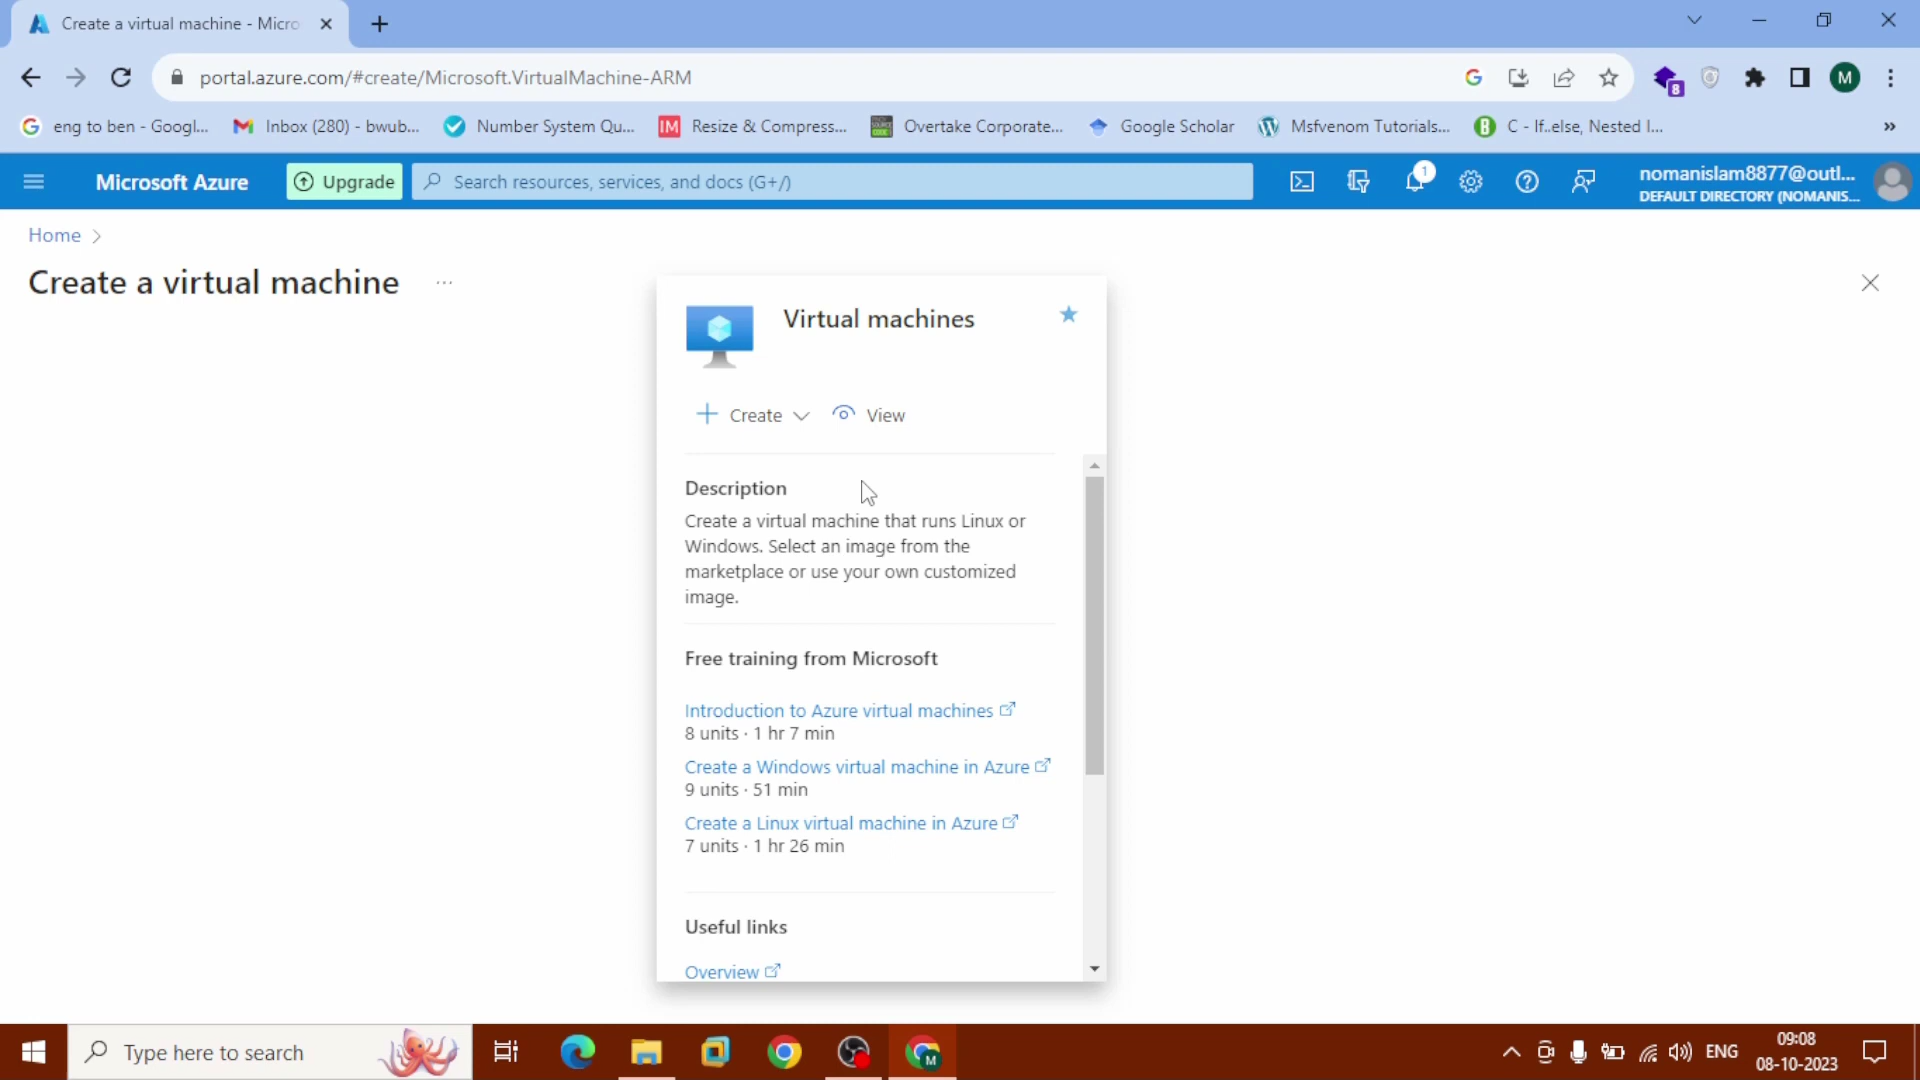 Create a virtual machine - Micro
portal.azure.com/#create/Microsoft.VirtualMachine-ARM
8
M
eng to ben - Googl...
Inbox (280) - bwub...
Number System Qu...
IM
Resize & Compress...
Overtake Corporate...
Google Scholar
Msfvenom Tutorials...
C - If..else, Nested I...
»
Microsoft Azure
Upgrade
Search resources, services, and docs (G+/)
1
nomanislam8877@outl...
DEFAULT DIRECTORY (NOMANIS...
Home
Create a virtual machine
...
Virtual machines
Create
View
Description
Create a virtual machine that runs Linux or
Windows. Select an image from the
marketplace or use your own customized
image.
Free training from Microsoft
Introduction to Azure virtual machines
8 units · 1 hr 7 min
Create a Windows virtual machine in Azure
9 units · 51 min
Create a Linux virtual machine in Azure
7 units · 1 hr 26 min
Useful links
Overview
Type here to search
M
ENG
09:08
08-10-2023